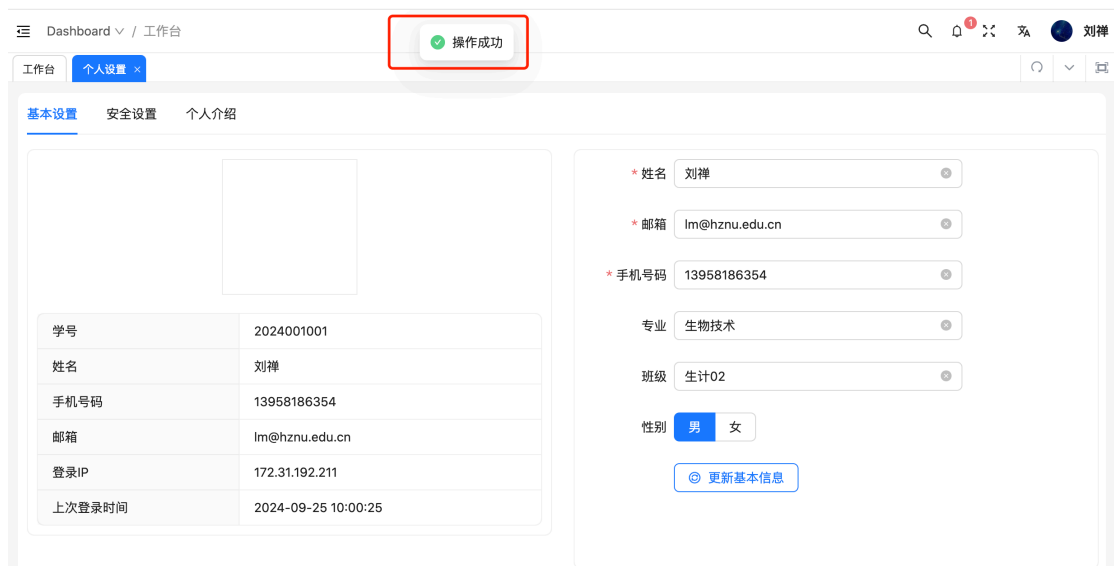 Dashboard / 工作台
操作成功
1
刘禅
工作台 个人设置
基本设置 安全设置 个人介绍
学号 2024001001
姓名 刘禅
手机号码 13958186354
邮箱 lm@hznu.edu.cn
登录IP 172.31.192.211
上次登录时间 2024-09-25 10:00:25
* 姓名 刘禅
* 邮箱 lm@hznu.edu.cn
* 手机号码 13958186354
专业 生物技术
班级 生计02
性别 男 女
更新基本信息